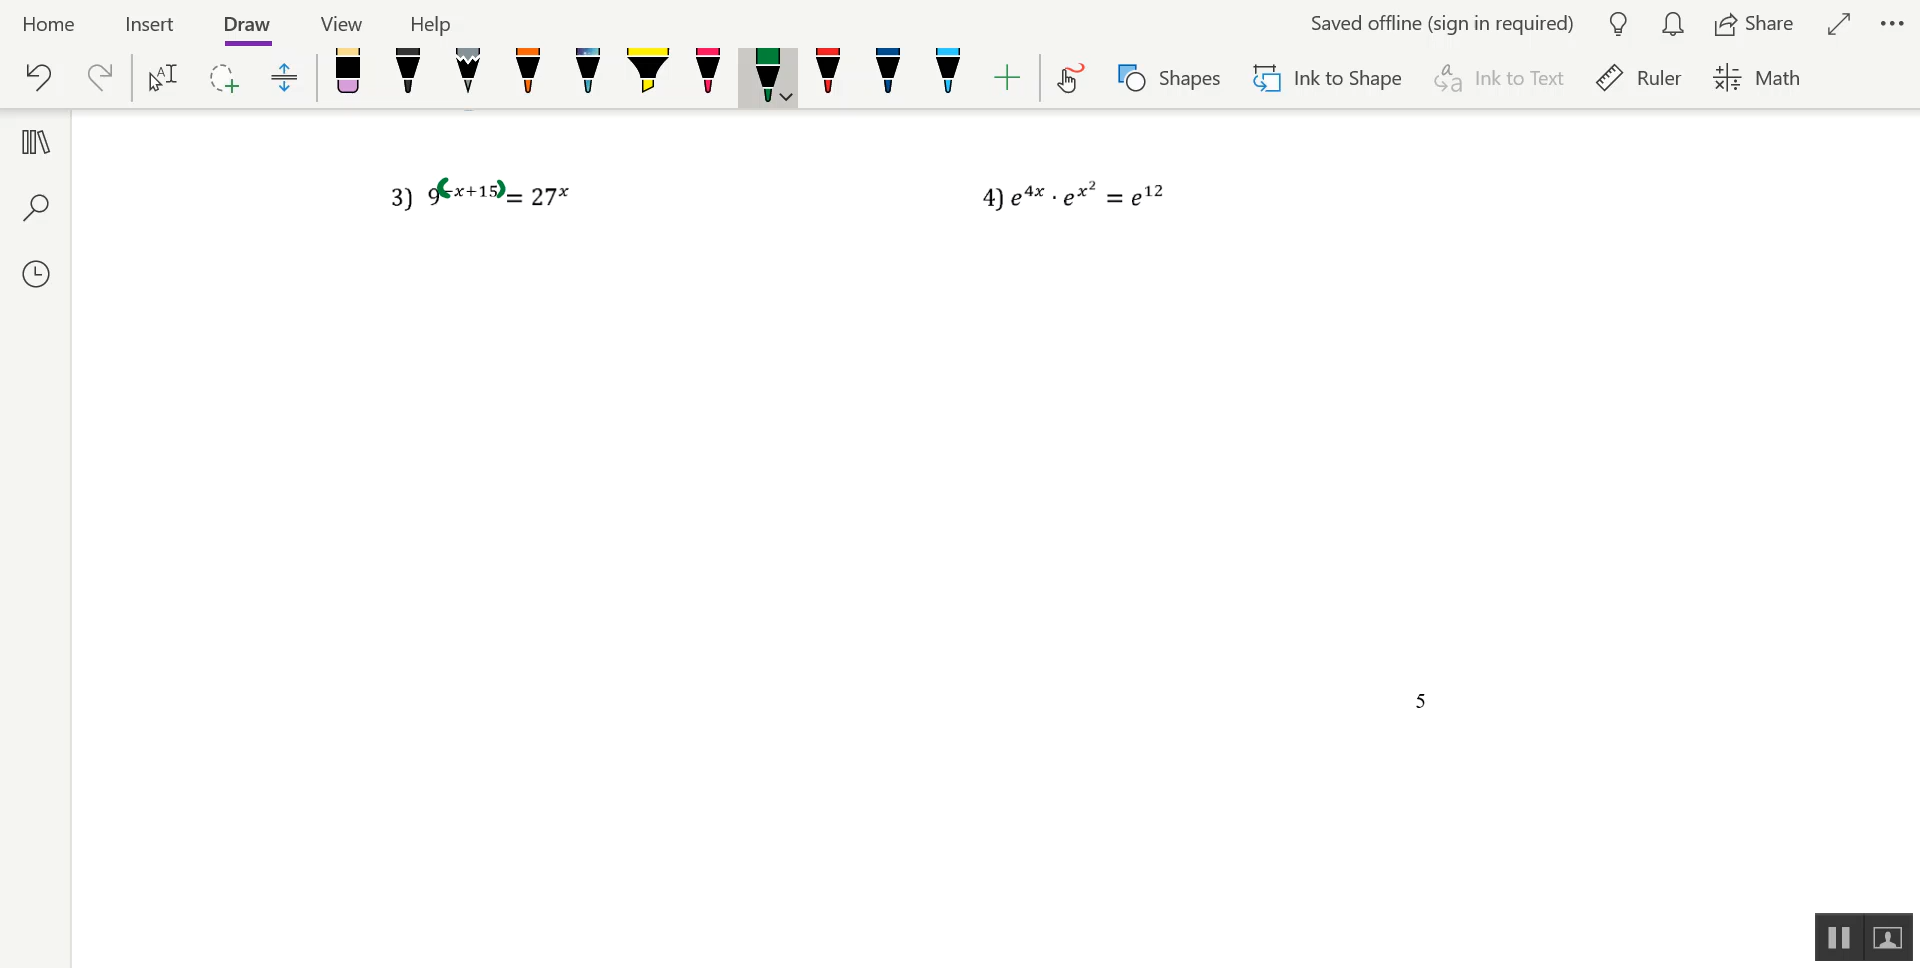 Home Insert Draw View Help Saved offline (sign in required) Share
Shapes Ink to Shape Ink to Text Ruler Math
3) 9^(−x+15) = 27^x 4) e^{4x} · e^{x^2} = e^{12}
5